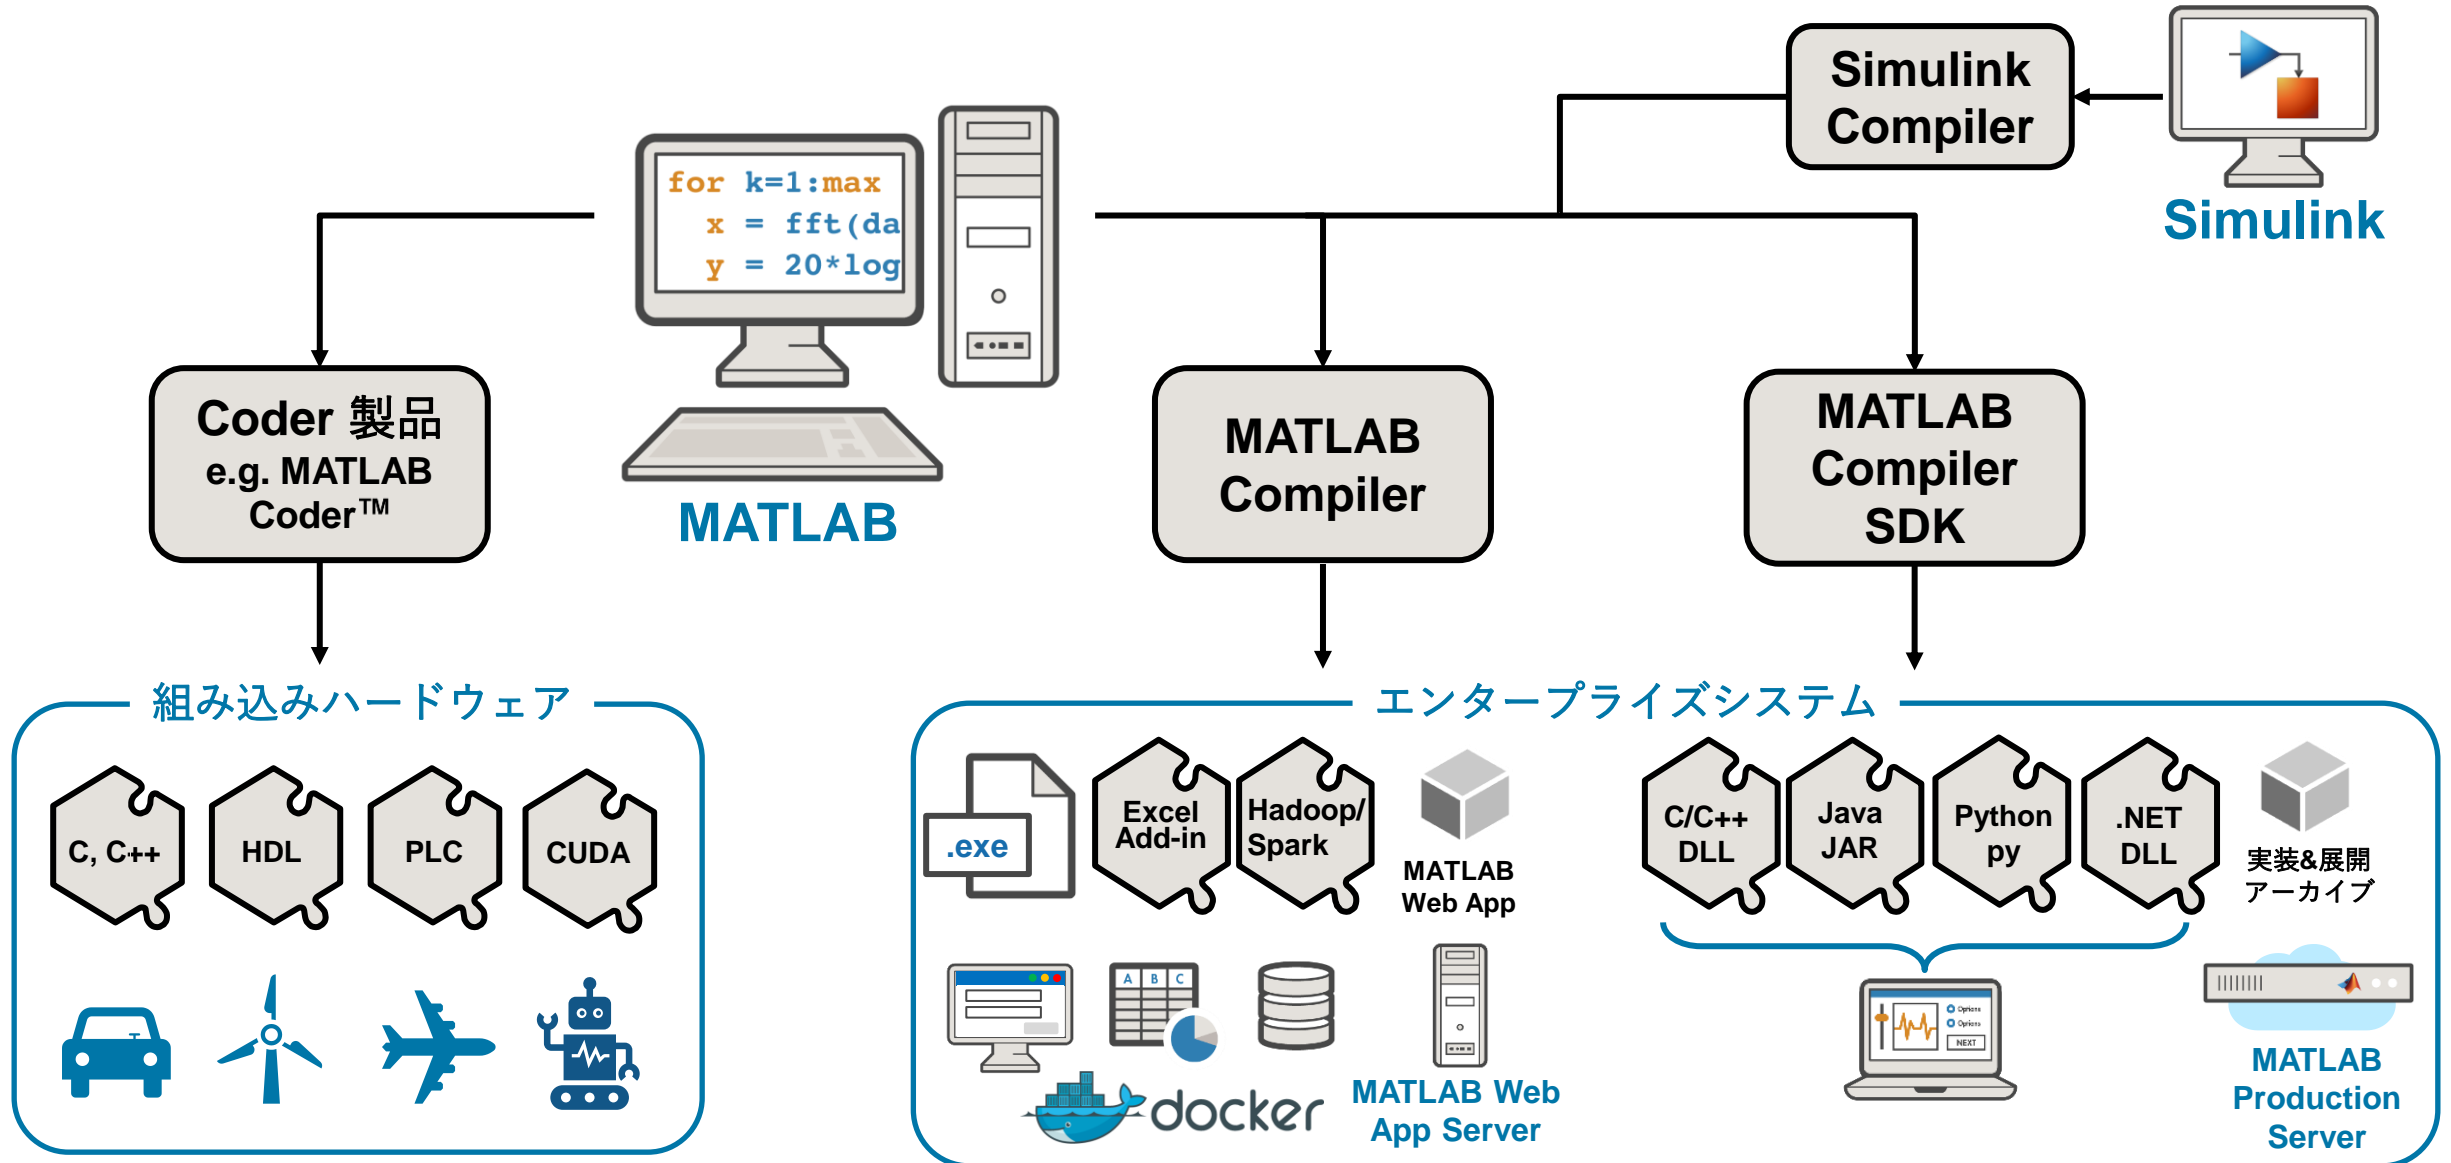 Simulink
Compiler
Simulink
for k=1:max
x = fft(da
y = 20*log
MATLAB
Coder 製品
e.g. MATLAB
Coder™
MATLAB
Compiler
MATLAB
Compiler
SDK
組み込みハードウェア
C, C++
HDL
PLC
CUDA
エンタープライズシステム
.exe
Excel
Add-in
Hadoop/
Spark
MATLAB
Web App
C/C++
DLL
Java
JAR
Python
py
.NET
DLL
実装&展開
アーカイブ
A B C
docker
MATLAB Web
App Server
Options
Options
NEXT
MATLAB
Production
Server